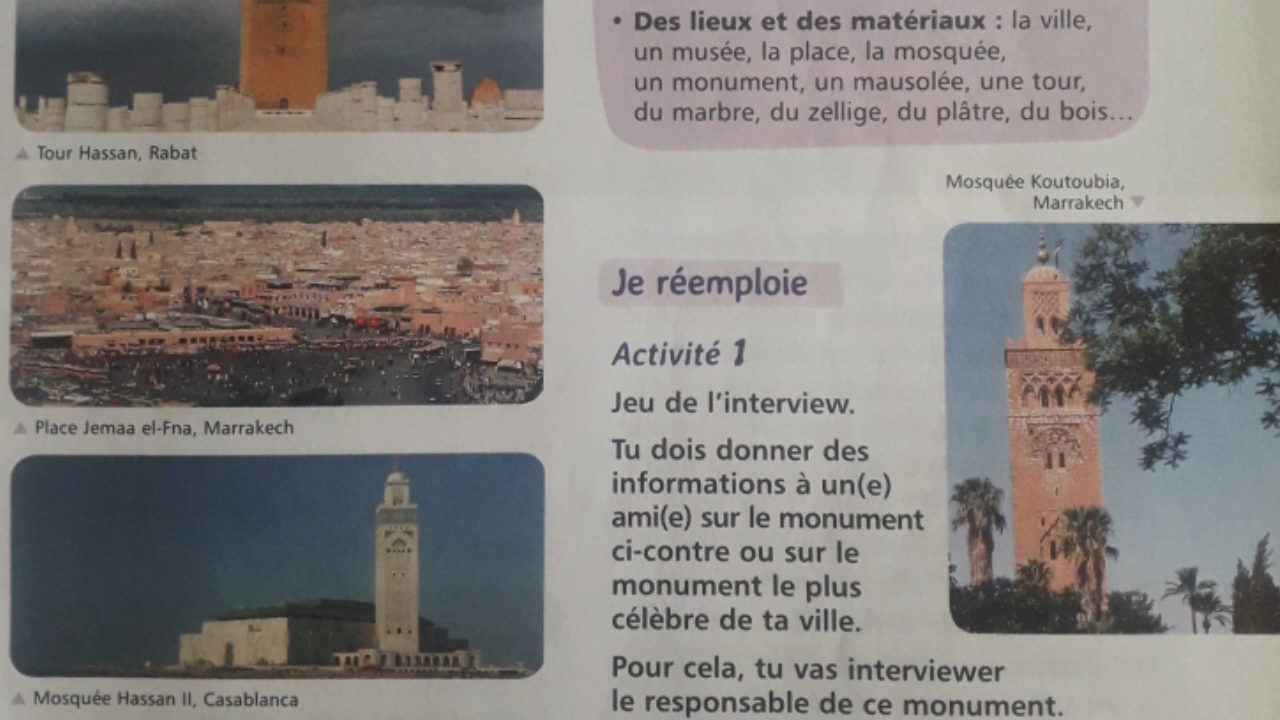 Tour Hassan, Rabat
Place Jemaa el-Fna, Marrakech
Mosquée Hassan II, Casablanca
• Des lieux et des matériaux : la ville,
un musée, la place, la mosquée,
un monument, un mausolée, une tour,
du marbre, du zellige, du plâtre, du bois...
Mosquée Koutoubia,
Marrakech
Je réemploie
Activité 1
Jeu de l'interview.
Tu dois donner des
informations à un(e)
ami(e) sur le monument
ci-contre ou sur le
monument le plus
célèbre de ta ville.
Pour cela, tu vas interviewer
le responsable de ce monument.